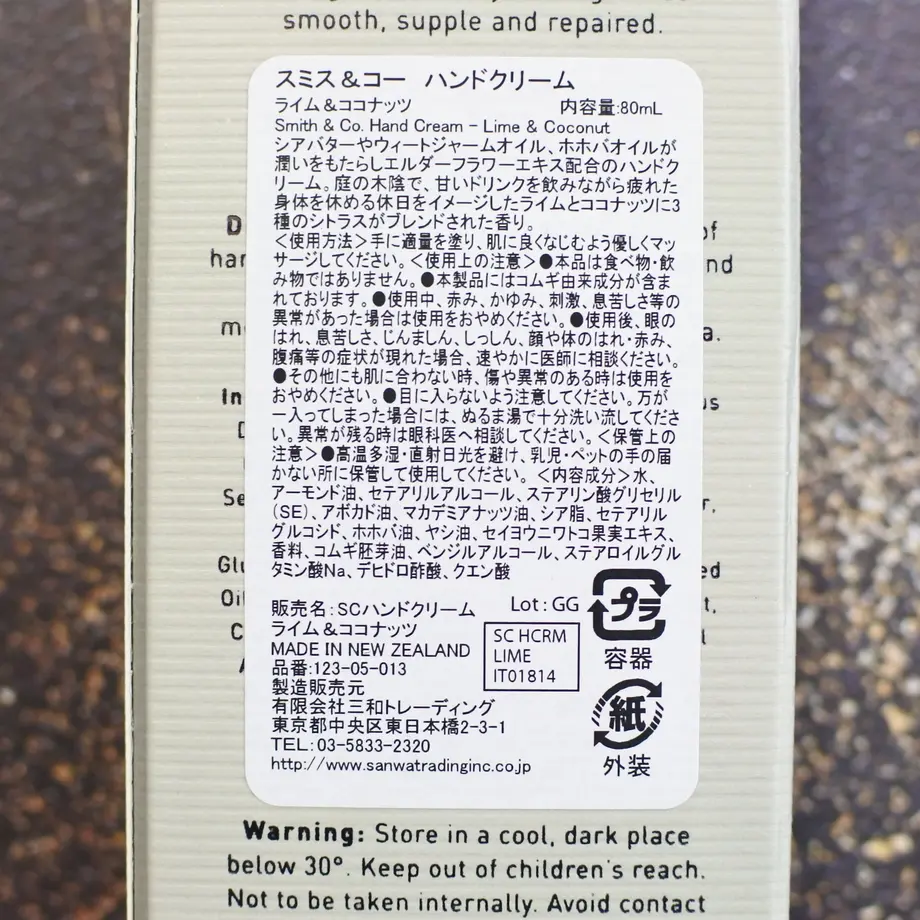 smooth, supple and repaired.
スミス＆コー　ハンドクリーム
ライム＆ココナッツ　内容量:80mL
Smith & Co. Hand Cream – Lime & Coconut
シアバターやウィートジャームオイル、ホホバオイルが
潤いをもたらしエルダーフラワーエキス配合のハンドク
リーム。庭の木陰で、甘いドリンクを飲みながら疲れた
身体を休める休日をイメージしたライムとココナッツに3
種のシトラスがブレンドされた香り。
＜使用方法＞手に適量を塗り、肌に良くなじむよう優しくマッ
サージしてください。＜使用上の注意＞●本品は食べ物・飲
み物ではありません。●本製品にはコムギ由来成分が含ま
れております。●使用中、赤み、かゆみ、刺激、息苦しさ等の
異常があった場合は使用をおやめください。●使用後、眼の
はれ、息苦しさ、じんましん、しっしん、顔や体のはれ・赤み、
腹痛等の症状が現れた場合、速やかに医師に相談ください。
●その他にも肌に合わない時、傷や異常のある時は使用を
おやめください。●目に入らないよう注意してください。万が
一入ってしまった場合には、ぬるま湯で十分洗い流してくださ
い。異常が残る時は眼科医へ相談してください。＜保管上の
注意＞●高温多湿・直射日光を避け、乳児・ペットの手の届
かない所に保管して使用してください。＜内容成分＞水、
アーモンド油、セテアリルアルコール、ステアリン酸グリセリル
（SE）、アボカド油、マカデミアナッツ油、シア脂、セテアリル
グルコシド、ホホバ油、ヤシ油、セイヨウニワトコ果実エキス、
香料、コムギ胚芽油、ベンジルアルコール、ステアロイルグル
タミン酸Na、デヒドロ酢酸、クエン酸
販売名：SCハンドクリーム
ライム＆ココナッツ
Lot：GG
MADE IN NEW ZEALAND
品番:123-05-013
製造販売元
有限会社三和トレーディング
東京都中央区東日本橋2-3-1
TEL：03-5833-2320
http://www.sanwatradinginc.co.jp
SC HCRM
LIME
IT01814
プラ
容器
紙
外装
Warning: Store in a cool, dark place
below 30°. Keep out of children's reach.
Not to be taken internally. Avoid contact